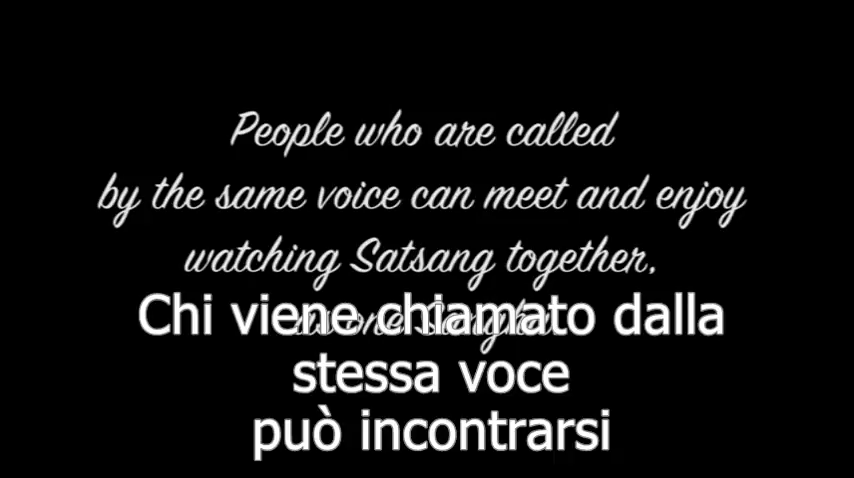 People who are called
by the same voice can meet and enjoy
watching Satsang together,
Chi viene chiamato dalla
stessa voce
può incontrarsi